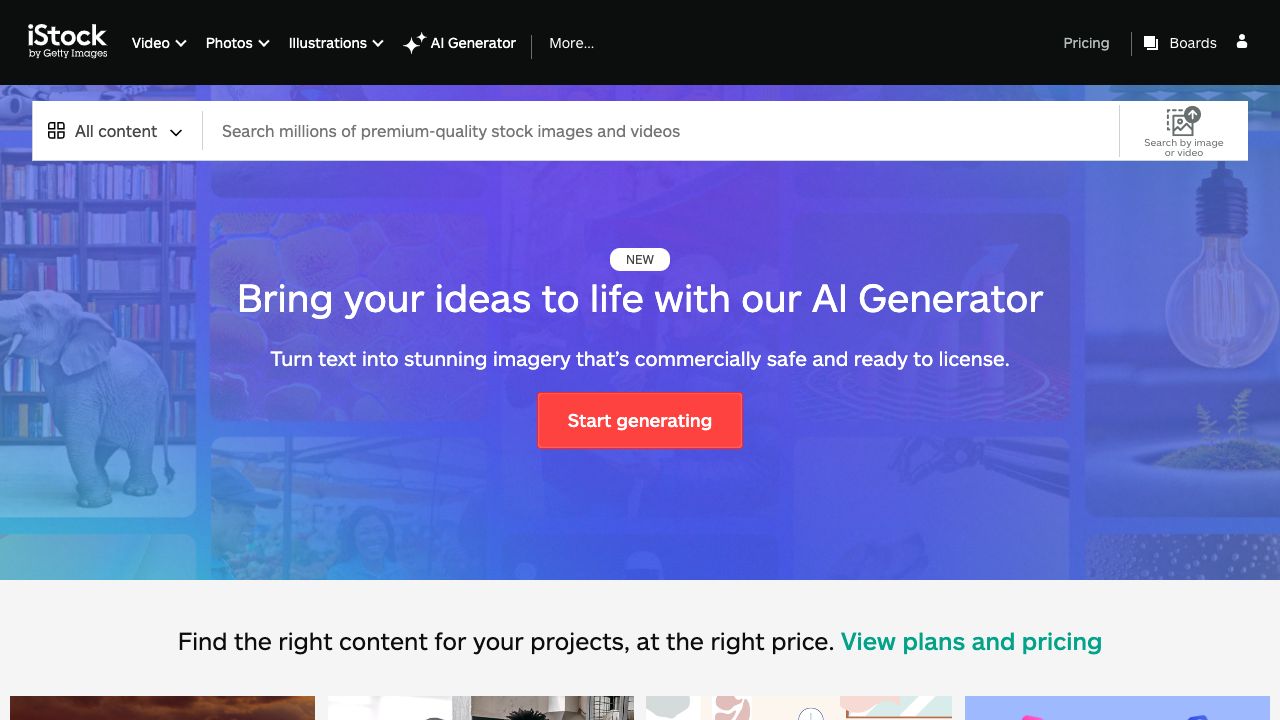 iStock
by Getty Images
Video
Photos
Illustrations
AI Generator
More...
Pricing
Boards
All content
Search millions of premium-quality stock images and videos
Search by image
or video
NEW
Bring your ideas to life with our AI Generator
Turn text into stunning imagery that's commercially safe and ready to license.
Start generating
Find the right content for your projects, at the right price. View plans and pricing